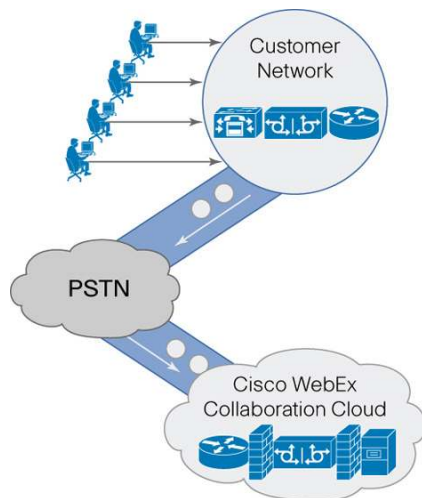 Customer
Network
PSTN
Cisco WebEx
Collaboration Cloud